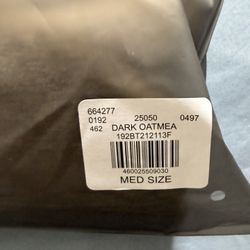 664277
0192 25050 0497
462 DARK OATMEA
192BT212113F
460025509030
MED SIZE